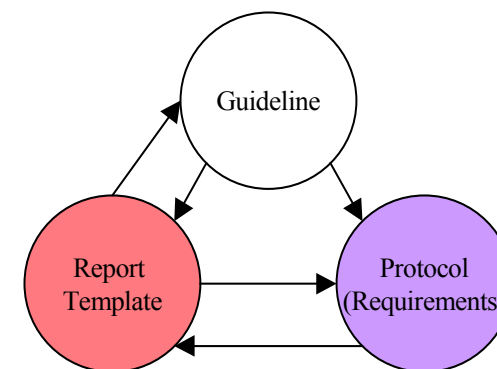 Guideline
Report
Template
Protocol
(Requirements